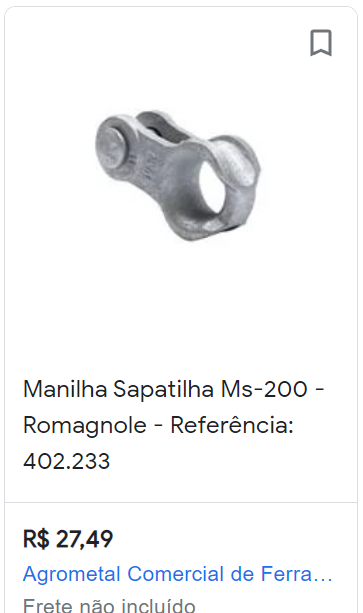 Manilha Sapatilha Ms-200 -
Romagnole - Referência:
402.233
R$ 27,49
Agrometal Comercial de Ferra...
Frete não incluído